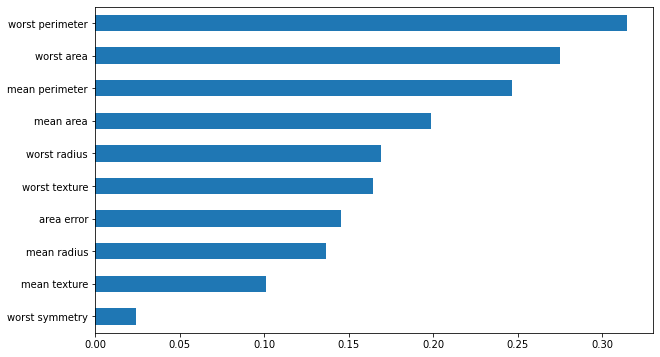 worst perimeter
worst area
mean perimeter
mean area
worst radius
worst texture
area error
mean radius
mean texture
worst symmetry
0.00 0.05 0.10 0.15 0.20 0.25 0.30